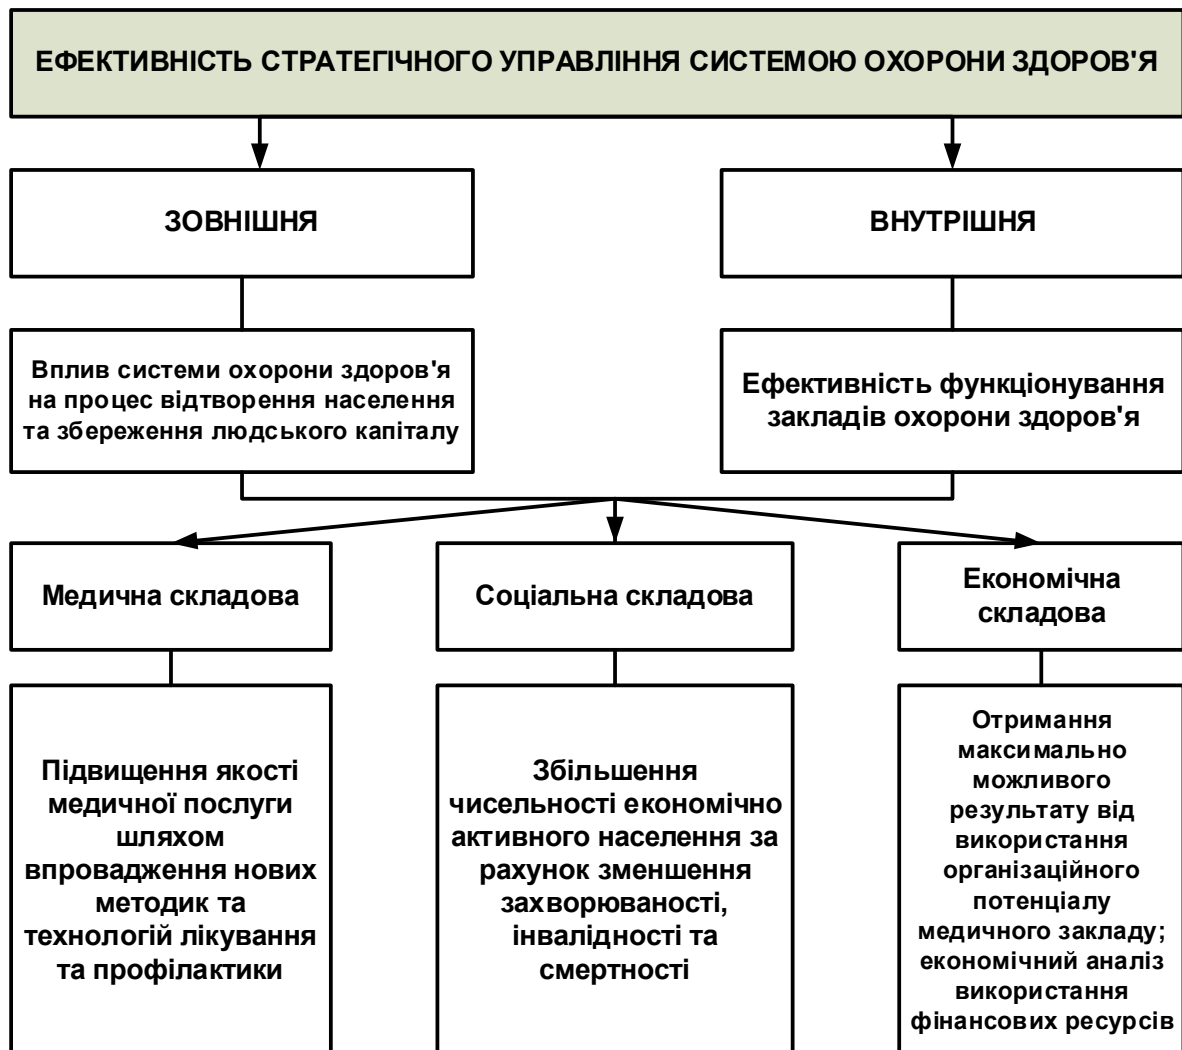 ЕФЕКТИВНІСТЬ СТРАТЕГІЧНОГО УПРАВЛІННЯ СИСТЕМОЮ ОХОРОНИ ЗДОРОВ'Я
ЗОВНІШНЯ
ВНУТРІШНЯ
Вплив системи охорони здоров'я
на процес відтворення населення
та збереження людського капіталу
Ефективність функціонування
закладів охорони здоров'я
Медична складова
Соціальна складова
Економічна
складова
Підвищення якості
медичної послуги
шляхом
впровадження нових
методик та
технологій лікування
та профілактики
Збільшення
чисельності економічно
активного населення за
рахунок зменшення
захворюваності,
інвалідності та
смертності
Отримання
максимально
можливого
результату від
використання
організаційного
потенціалу
медичного закладу;
економічний аналіз
використання
фінансових ресурсів